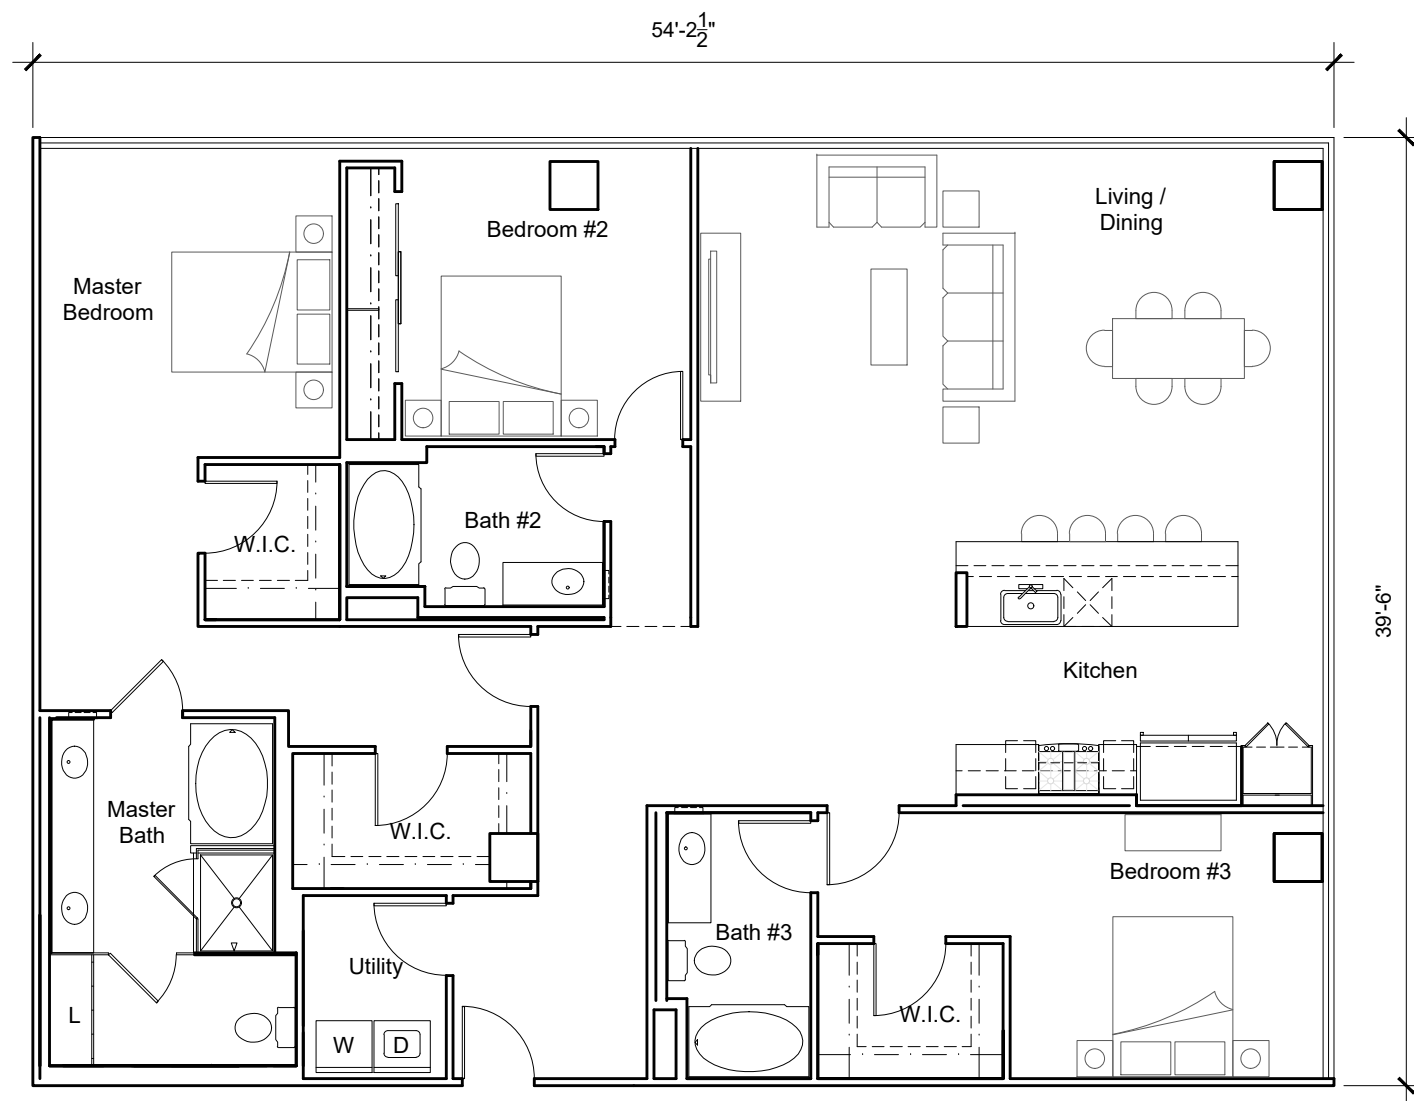 54'-2 1/2"
Living /
Dining
Bedroom #2
Master
Bedroom
Bath #2
W.I.C.
39'-6"
Kitchen
Master
Bath
W.I.C.
Bedroom #3
Bath #3
Utility
W.I.C.
L
W
D